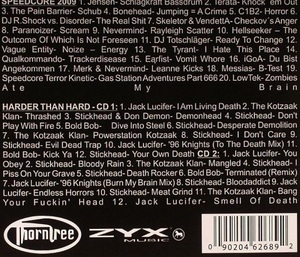 SPEEDCORE 2009 1. Jensen- Schlagkraft Bassdrum 2. Teraza- Knock 'em Out
3. The Pain Barrier- Schub 4. Bonehead- Jumping = A Crime 5. C1B2- Horror 6.
DJ R.Shock vs. Disorder- The Real Shit 7. Skeletor & VendettA- Chedok's Angels
8. Paranoizer- Scream 9. Nevermind- Rayleigh Scatter 10. Hellseeker – The
Outcome Of Which Is Not Foreseen 11. DJ Totschläger- Ready To Change 12.
Vague Entity- Noize – Energy 13. The Tyrant- I Hate This Place 14.
Qualkommando- Trackerdisease 15. Earfist- Vomit Whore 16. iGoA- Du Bist
Angekommen 17. Merk & Nevermind- Leanne Kicks 18. Messias- B-Test 19.
Speedcore Terror Kinetic- Gas Station Adventures Part 666 20. LowTek- Zombies
Ate My Brain
HARDER THAN HARD - CD 1: 1. Jack Lucifer- I Am Living Death 2. The Kotzaak
Klan- Thrashed 3. Stickhead & Don Demon- Demonhead 4. Stickhead- Don't
Play With Fire 5. Bold Bob- Dive Into Steel 6. Stickhead- Desperate Demolition
7. The Kotzaak Klan- Powerstation Kotzaak 8. Stickhead- I Don't Care 9.
Stickhead- Evil Dead Trap 10. Jack Lucifer- '96 Knights (To The Death Mix) 11.
Bold Bob- Kick Ya 12. Stickhead- Your Own Death CD 2: 1. Jack Lucifer- You
Obey 2. Stickhead- Bloody Rain 3. The Kotzaak Klan- Mangled 4. Stickhead- I
Piss On Your Grave 5. Stickhead- Death Rocker 6. Bold Bob- Terminated (Remix)
7. Jack Lucifer- '96 Knights (Burn My Brain Mix) 8. Stickhead- Bloodaddict 9. Jack
Lucifer- Endless Horrors 10. Stickhead- Meat Grind 11. The Kotzaak Klan- Bang
Your Fuckin' Head 12. Jack Lucifer- Smell Of Death
ThornTree
ZYX
MUSIC
0 90204 62689 2